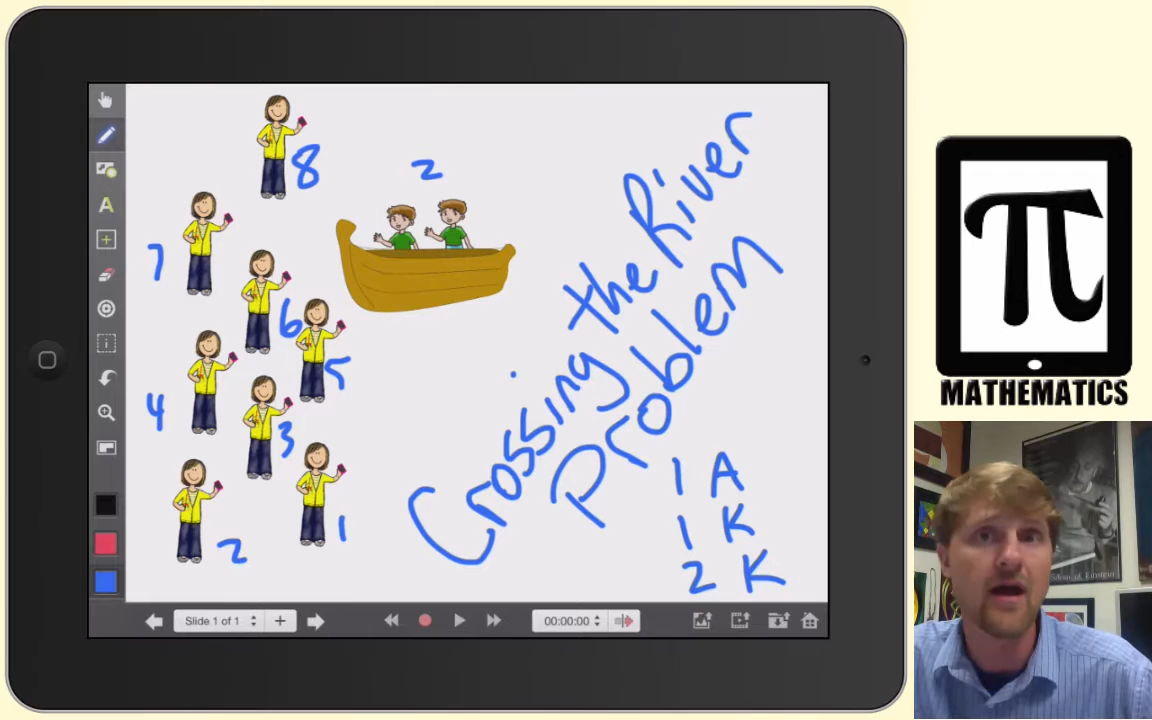 8
2
7
6
5
4
3
1
2
Crossing the River
Problem
1 A
1 K
2 K
A
Slide 1 of 1
00:00:00
π
MATHEMATICS